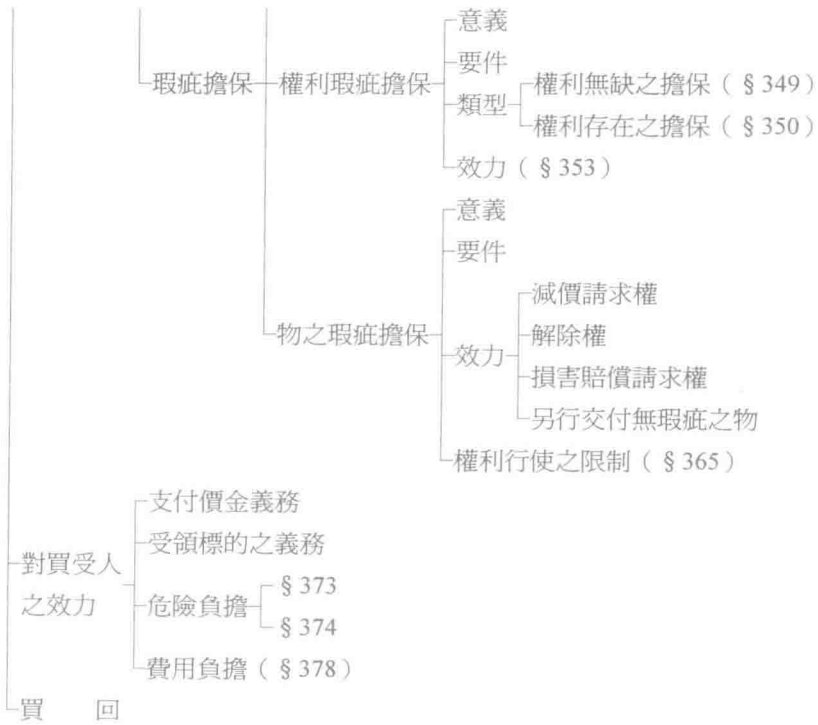 意義
要件
瑕疵擔保 權利瑕疵擔保 類型 權利無缺之擔保（§349）
權利存在之擔保（§350）
效力（§353）
意義
要件
物之瑕疵擔保 效力 減價請求權
解除權
損害賠償請求權
另行交付無瑕疵之物
權利行使之限制（§365）
對買受人
之效力
支付價金義務
受領標的之義務
危險負擔 §373
§374
費用負擔（§378）
買　　回